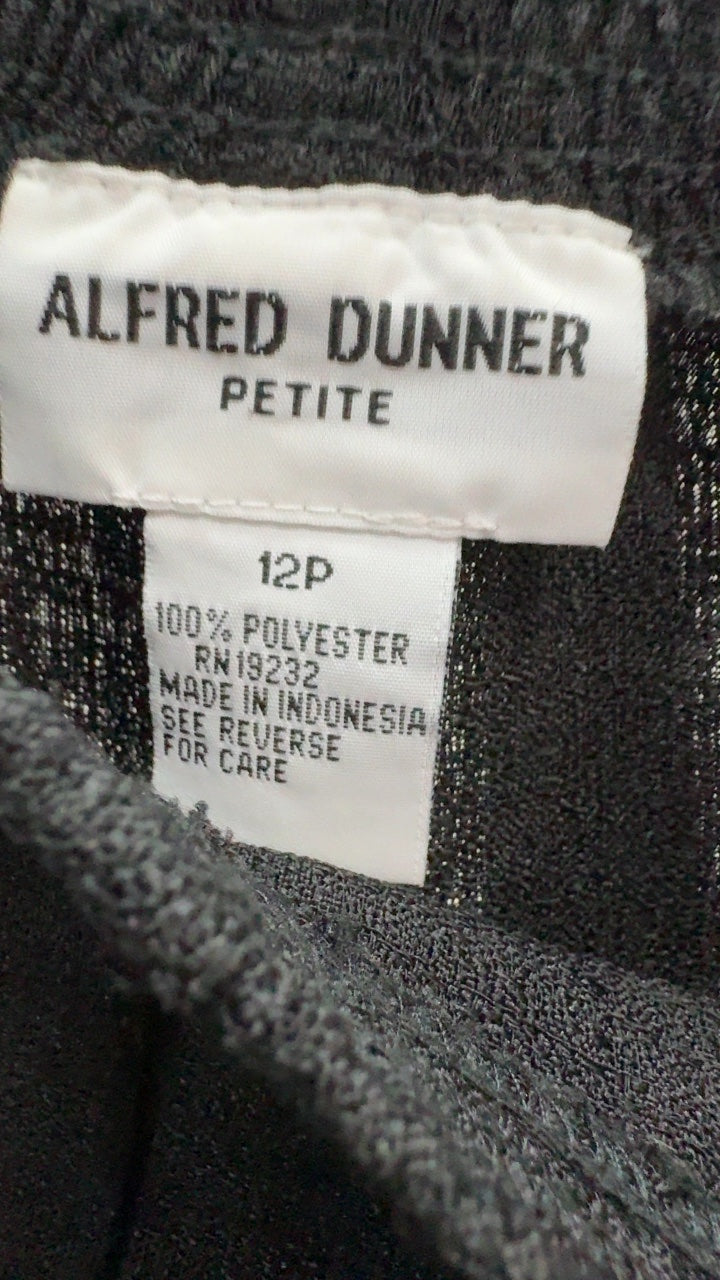 ALFRED DUNNER
PETITE
12P
100% POLYESTER
RN19232
MADE IN INDONESIA
SEE REVERSE
FOR CARE